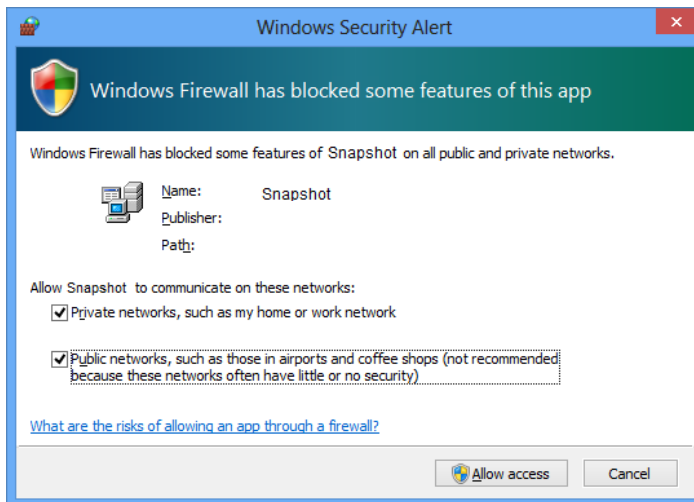 Windows Security Alert
Windows Firewall has blocked some features of this app
Windows Firewall has blocked some features of Snapshot on all public and private networks.
Name: Snapshot
Publisher:
Path:
Allow Snapshot to communicate on these networks:
Private networks, such as my home or work network
Public networks, such as those in airports and coffee shops (not recommended
because these networks often have little or no security)
What are the risks of allowing an app through a firewall?
Allow access Cancel